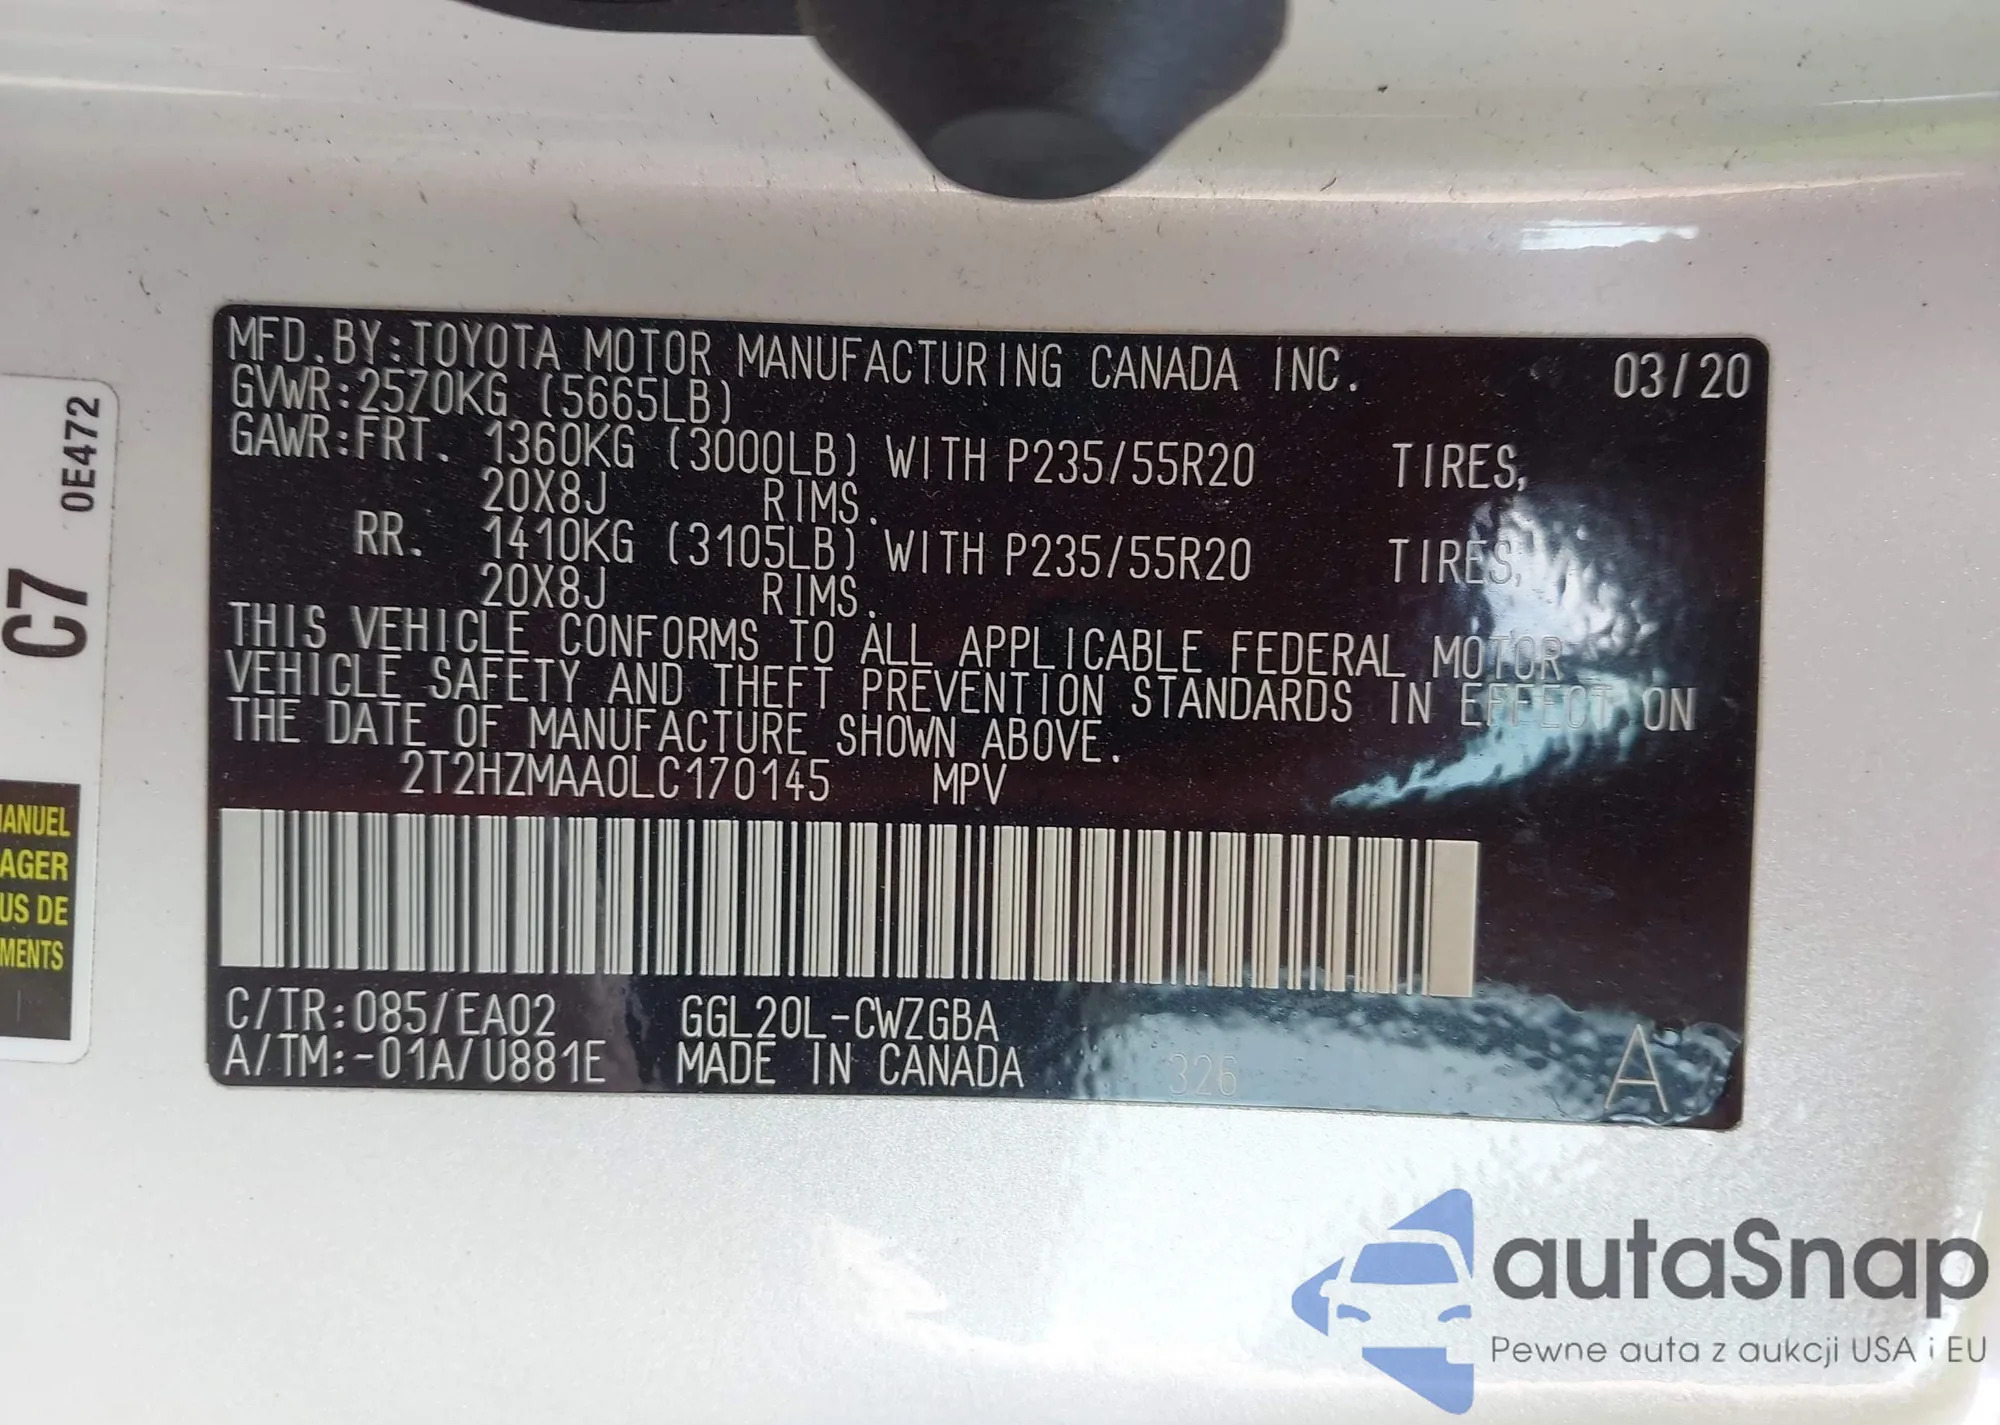 MFD.BY:TOYOTA MOTOR MANUFACTURING CANADA INC. 03/20
GVWR:2570KG (5665LB)
GAWR:FRT. 1360KG (3000LB) WITH P235/55R20 TIRES,
20X8J RIMS.
RR. 1410KG (3105LB) WITH P235/55R20 TIRES,
20X8J RIMS.
THIS VEHICLE CONFORMS TO ALL APPLICABLE FEDERAL MOTOR
VEHICLE SAFETY AND THEFT PREVENTION STANDARDS IN EFFECT ON
THE DATE OF MANUFACTURE SHOWN ABOVE.
2T2HZMAA0LC170145 MPV
C/TR:085/EA02 GGL20L-CWZGBA
A/TM:-01A/U881E MADE IN CANADA 326 A
C7 0E472
MANUEL
AGER
US DE
MENTS
autaSnap
Pewne auta z aukcji USA i EU